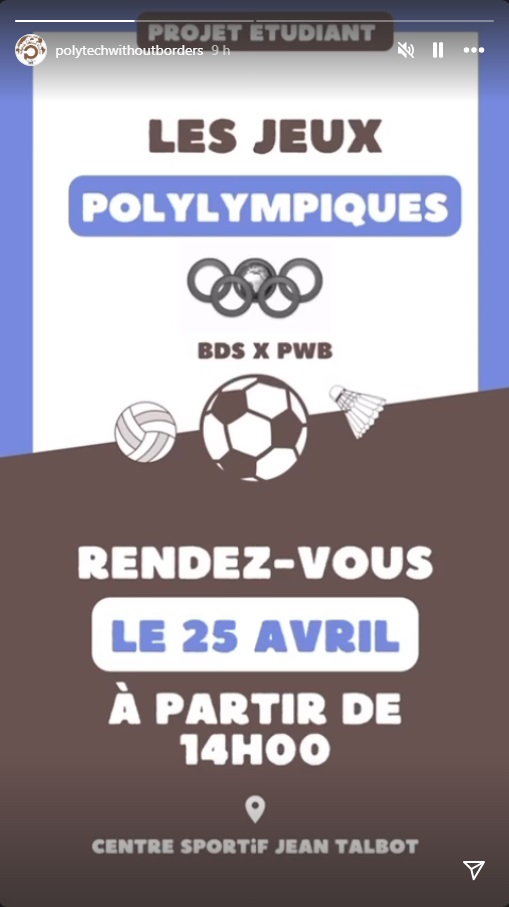 PROJET ETUDIANT
polytechwithoutborders 9 h
LES JEUX
POLYLYMPIQUES
BDS X PWB
RENDEZ-VOUS
LE 25 AVRIL
À PARTIR DE
14H00
CENTRE SPORTiF JEAN TALBOT